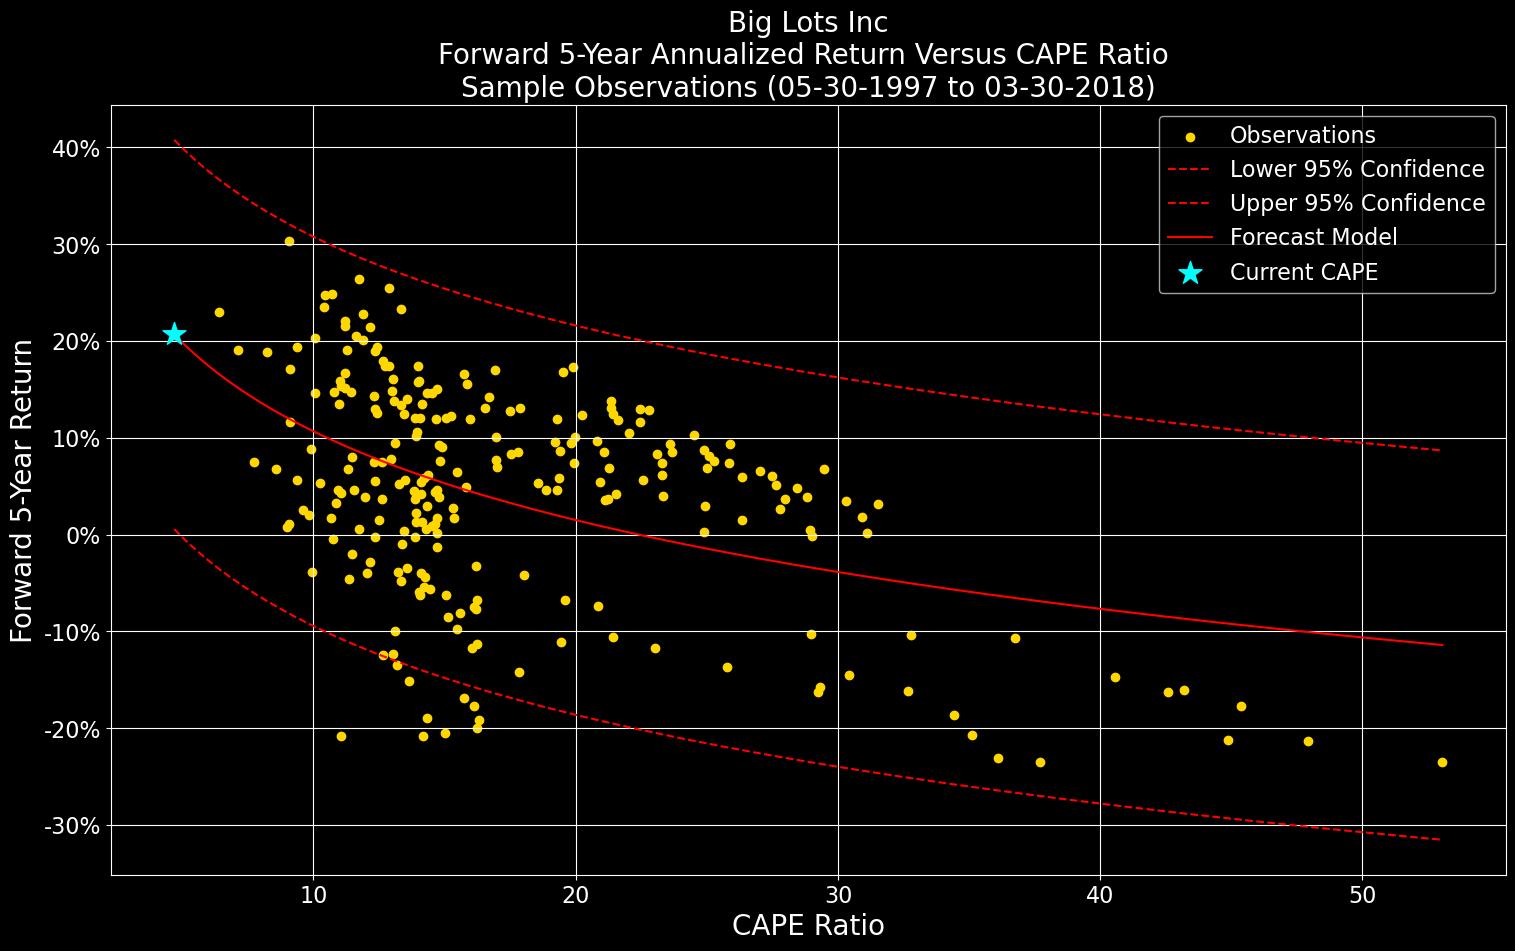 Big Lots Inc
Forward 5-Year Annualized Return Versus CAPE Ratio
Sample Observations (05-30-1997 to 03-30-2018)
Observations
Lower 95% Confidence
Upper 95% Confidence
Forecast Model
Current CAPE
Forward 5-Year Return
40%
30%
20%
10%
0%
-10%
-20%
-30%
10 20 30 40 50
CAPE Ratio